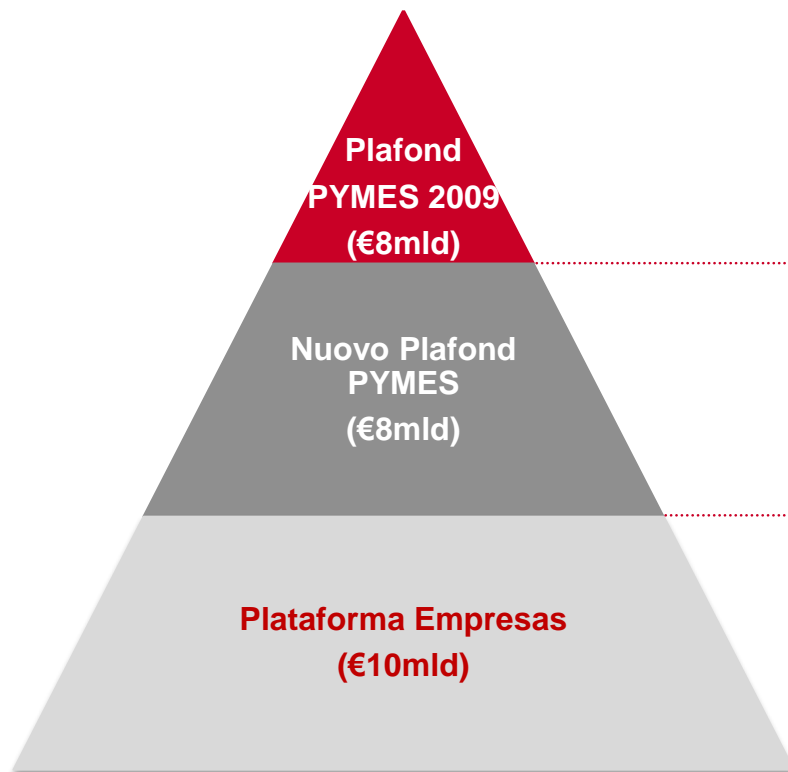 Plafond
PYMES 2009
(€8mld)
Nuovo Plafond
PYMES
(€8mld)
Plataforma Empresas
(€10mld)